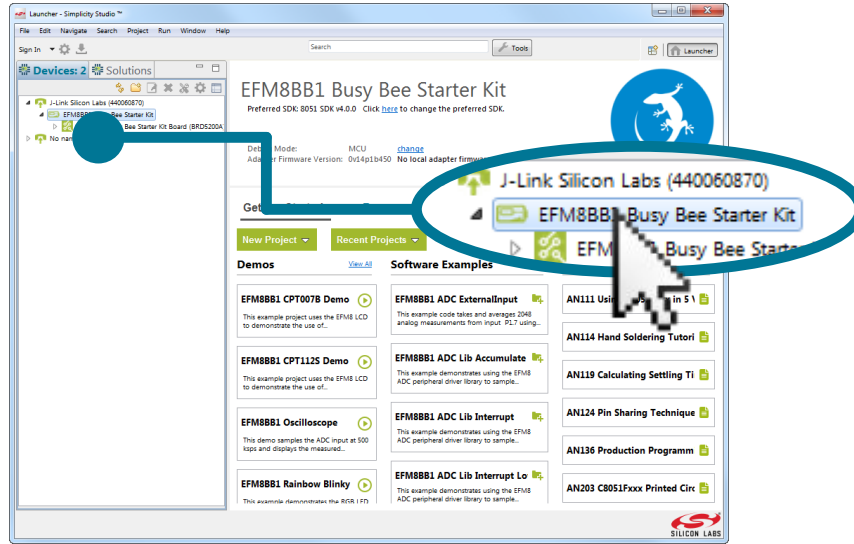 Launcher - Simplicity Studio ™
File Edit Navigate Search Project Run Window Help
Sign In
Search
Tools
Launcher
Devices: 2
Solutions
J-Link Silicon Labs (440060870)
EFM8BB1 Bee Starter Kit
Bee Starter Kit Board (BRD5200A
No nam
EFM8BB1 Busy Bee Starter Kit
Preferred SDK: 8051 SDK v4.0.0 Click here to change the preferred SDK.
Mode: MCU change
Adapter Firmware Version: 0v14p1b450 No local adapter firmw
J-Link Silicon Labs (440060870)
EFM8BB1 Busy Bee Starter Kit
EFM Busy Bee Starter
New Project
Recent Projects
Demos
View All
EFM8BB1 CPT007B Demo
This example project uses the EFM8 LCD
to demonstrate the use of...
EFM8BB1 CPT112S Demo
This example project uses the EFM8 LCD
to demonstrate the use of...
EFM8BB1 Oscilloscope
This demo samples the ADC input at 500
ksps and displays the measured...
EFM8BB1 Rainbow Blinky
This example demonstrates the RGB LED
Software Examples
EFM8BB1 ADC ExternalInput
This example code takes and averages 2048
analog measurements from input P1.7 using...
EFM8BB1 ADC Lib Accumulate
This example demonstrates using the EFM8
ADC peripheral driver library to sample...
EFM8BB1 ADC Lib Interrupt
This example demonstrates using the EFM8
ADC peripheral driver library to sample...
EFM8BB1 ADC Lib Interrupt Lo
This example demonstrates using the EFM8
ADC peripheral driver library to sample...
AN111 Usin in 5 V
AN114 Hand Soldering Tutori
AN119 Calculating Settling Ti
AN124 Pin Sharing Technique
AN136 Production Programm
AN203 C8051Fxxx Printed Circ
SILICON LABS